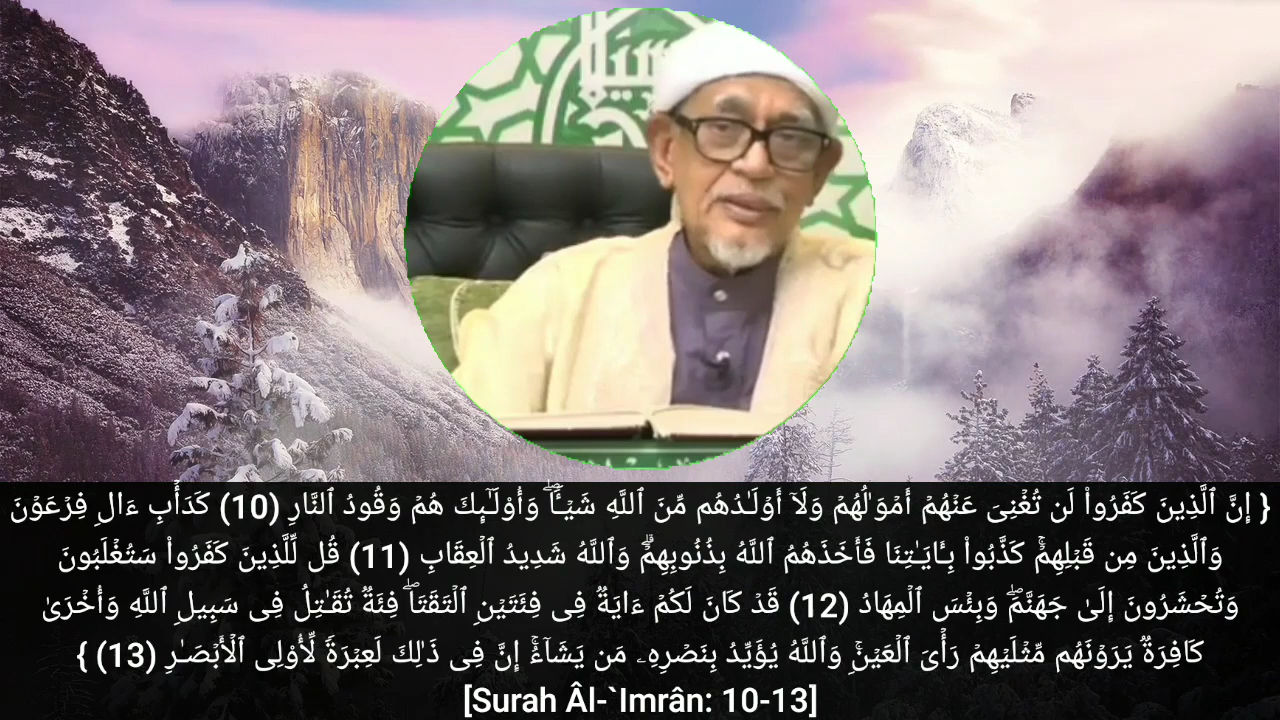 { إِنَّ ٱلَّذِينَ كَفَرُوا۟ لَن تُغْنِىَ عَنْهُمْ أَمْوَٰلُهُمْ وَلَآ أَوْلَـٰدُهُم مِّنَ ٱللَّهِ شَيْـًٔا ۖ وَأُو۟لَـٰٓئِكَ هُمْ وَقُودُ ٱلنَّارِ (10) كَدَأْبِ ءَالِ فِرْعَوْنَ
وَٱلَّذِينَ مِن قَبْلِهِمْ ۚ كَذَّبُوا۟ بِـَٔايَـٰتِنَا فَأَخَذَهُمُ ٱللَّهُ بِذُنُوبِهِمْ ۗ وَٱللَّهُ شَدِيدُ ٱلْعِقَابِ (11) قُل لِّلَّذِينَ كَفَرُوا۟ سَتُغْلَبُونَ
وَتُحْشَرُونَ إِلَىٰ جَهَنَّمَ ۖ وَبِئْسَ ٱلْمِهَادُ (12) قَدْ كَانَ لَكُمْ ءَايَةٌ فِى فِئَتَيْنِ ٱلْتَقَتَا ۖ فِئَةٌ تُقَـٰتِلُ فِى سَبِيلِ ٱللَّهِ وَأُخْرَىٰ
كَافِرَةٌ يَرَوْنَهُم مِّثْلَيْهِمْ رَأْىَ ٱلْعَيْنِ ۚ وَٱللَّهُ يُؤَيِّدُ بِنَصْرِهِۦ مَن يَشَآءُ ۗ إِنَّ فِى ذَٰلِكَ لَعِبْرَةً لِّأُو۟لِى ٱلْأَبْصَـٰرِ (13) }
[Surah Âl-`Imrân: 10-13]